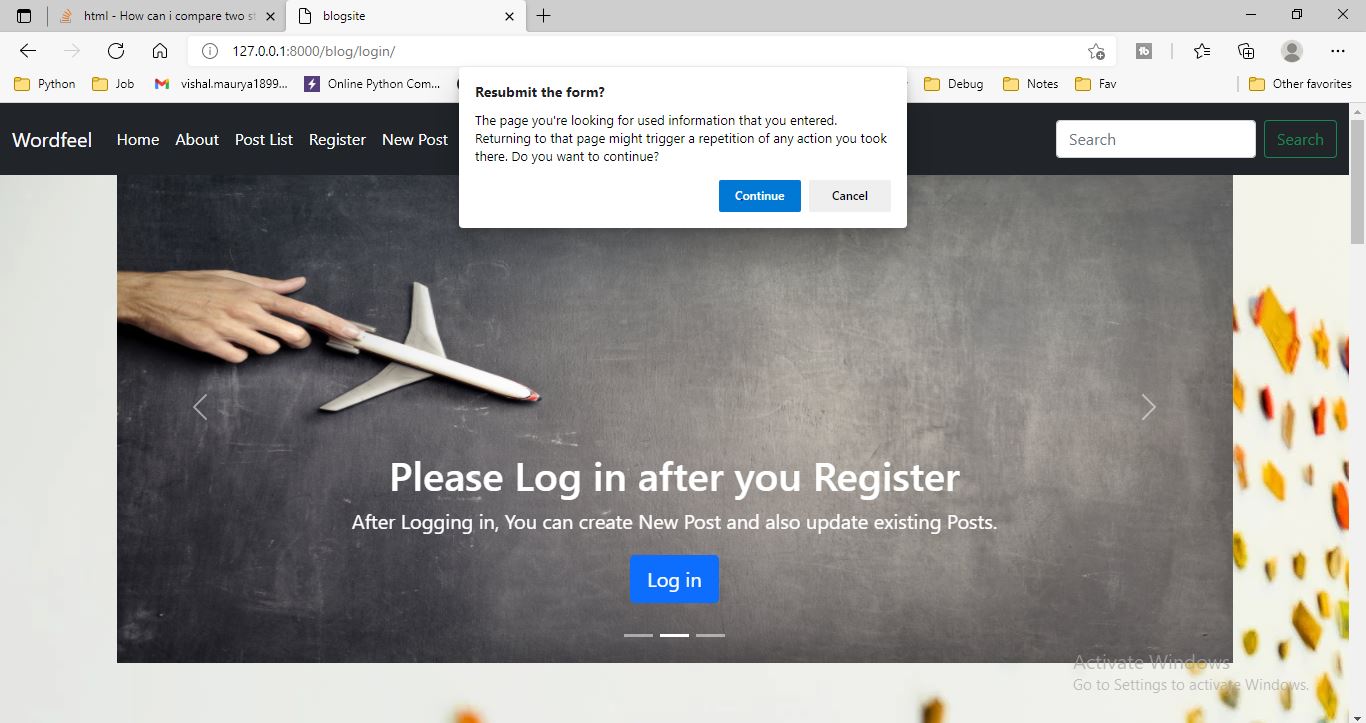 html - How can i compare two st
blogsite
127.0.0.1:8000/blog/login/
Python
Job
vishal.maurya1899...
Online Python Com...
Debug
Notes
Fav
Other favorites
Resubmit the form?
The page you're looking for used information that you entered.
Returning to that page might trigger a repetition of any action you took
there. Do you want to continue?
Continue
Cancel
Wordfeel
Home
About
Post List
Register
New Post
Search
Search
Please Log in after you Register
After Logging in, You can create New Post and also update existing Posts.
Log in
Activate Windows
Go to Settings to activate Windows.